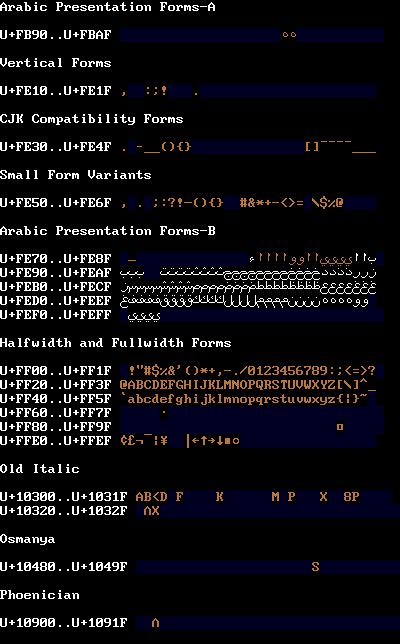 Arabic Presentation Forms-A
U+FB90..U+FBAF
Vertical Forms
U+FE10..U+FE1F , :;! .
CJK Compatibility Forms
U+FE30..U+FE4F . -__(){} []¯¯¯¯___
Small Form Variants
U+FE50..U+FE6F , . ;:?!-(){} #&*+-<>= \$%@
Arabic Presentation Forms-B
U+FE70..U+FE8F
U+FE90..U+FEAF
U+FEB0..U+FECF
U+FED0..U+FEEF
U+FEF0..U+FEFF
Halfwidth and Fullwidth Forms
U+FF00..U+FF1F !"#$%&'()*+,-./0123456789:;<=>?
U+FF20..U+FF3F @ABCDEFGHIJKLMNOPQRSTUVWXYZ[\]^_
U+FF40..U+FF5F `abcdefghijklmnopqrstuvwxyz{|}~
U+FF60..U+FF7F ·
U+FF80..U+FF9F
U+FFE0..U+FFEF ¢£¬¯¦¥ |←↑→↓■○
Old Italic
U+10300..U+1031F AB<D F K M P X 8P
U+10320..U+1032F ΛX
Osmanya
U+10480..U+1049F S
Phoenician
U+10900..U+1091F Λ